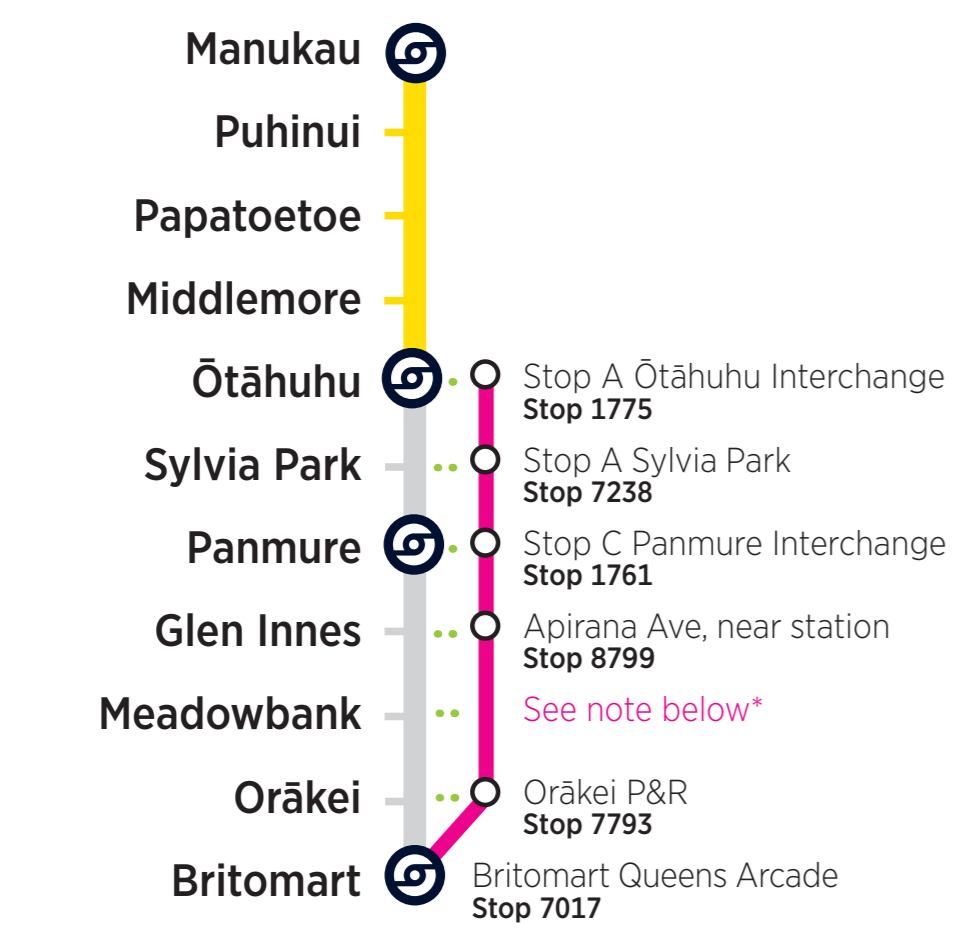 Manukau
Puhinui
Papatoetoe
Middlemore
Ōtāhuhu
Stop A Ōtāhuhu Interchange
Stop 1775
Sylvia Park
Stop A Sylvia Park
Stop 7238
Panmure
Stop C Panmure Interchange
Stop 1761
Glen Innes
Apirana Ave, near station
Stop 8799
Meadowbank
See note below*
Orākei
Orākei P&R
Stop 7793
Britomart
Britomart Queens Arcade
Stop 7017